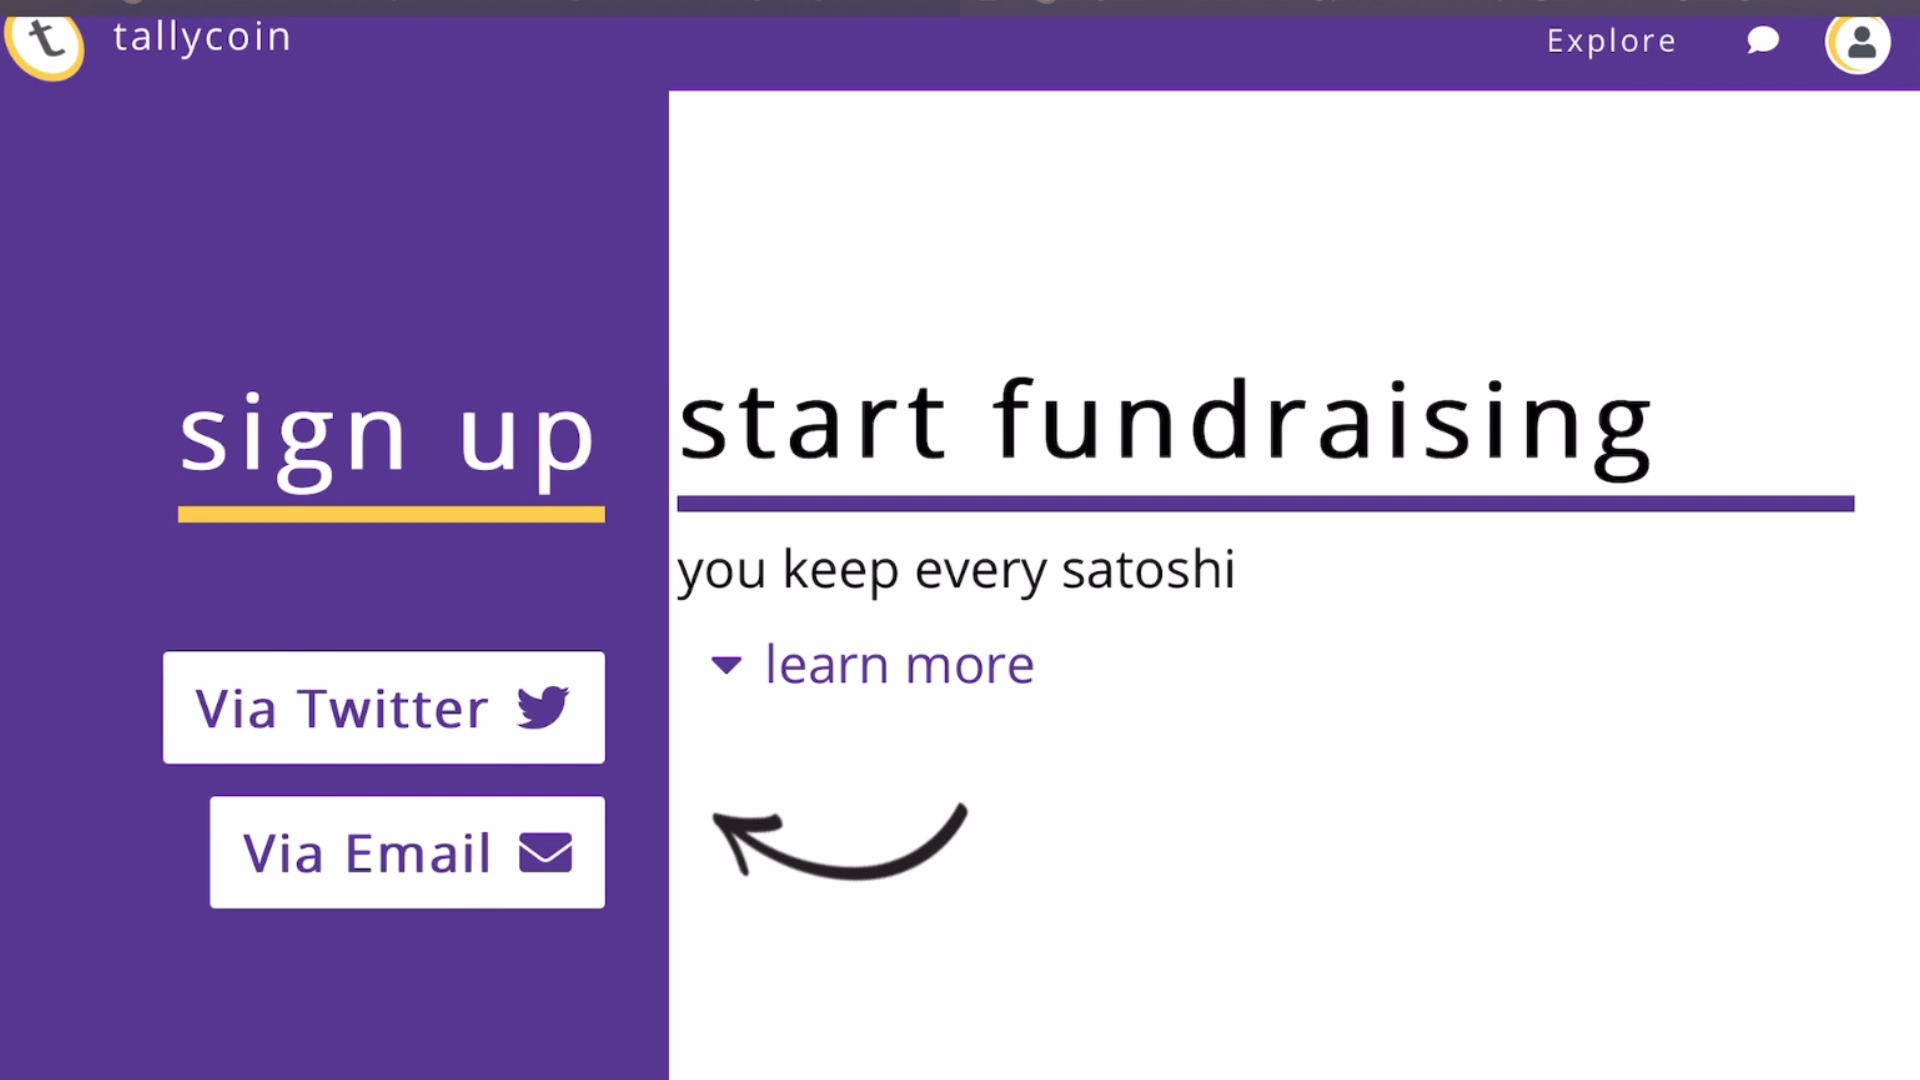 tallycoin
Explore
sign up
Via Twitter
Via Email
start fundraising
you keep every satoshi
learn more